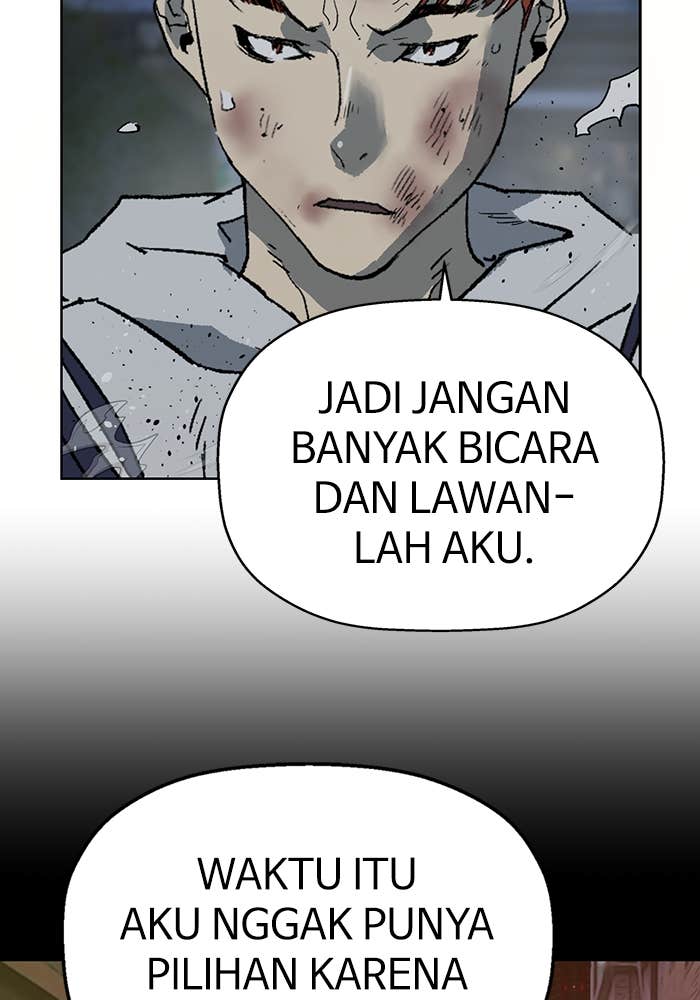 JADI JANGAN
BANYAK BICARA
DAN LAWAN-
LAH AKU.
WAKTU ITU
AKU NGGAK PUNYA
PILIHAN KARENA